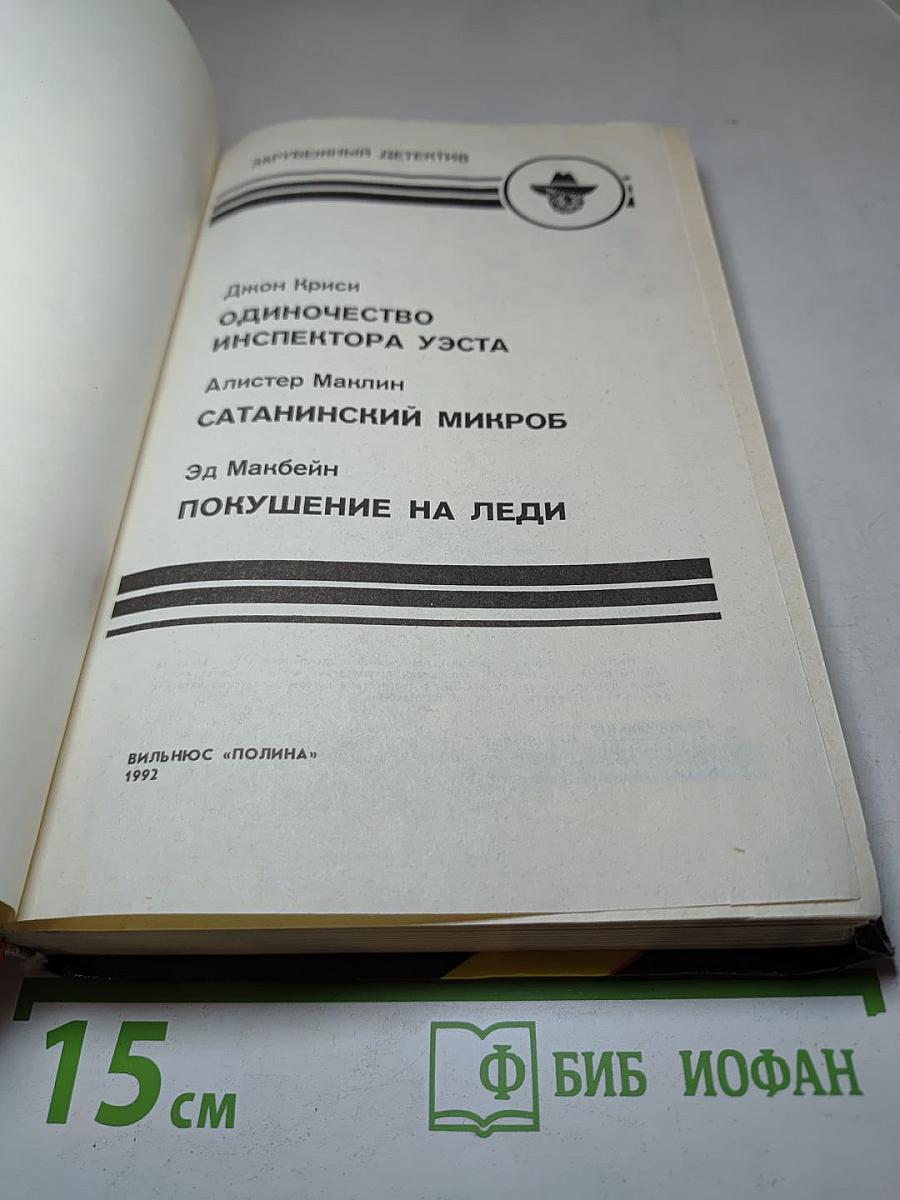 ЗАРУБЕЖНЫЙ ДЕТЕКТИВ
Джон Криси
ОДИНОЧЕСТВО
ИНСПЕКТОРА УЭСТА
Алистер Маклин
САТАНИНСКИЙ МИКРОБ
Эд Макбейн
ПОКУШЕНИЕ НА ЛЕДИ
ВИЛЬНЮС «ПОЛИНА»
1992
15 см
Ф БИБ ИОФАН